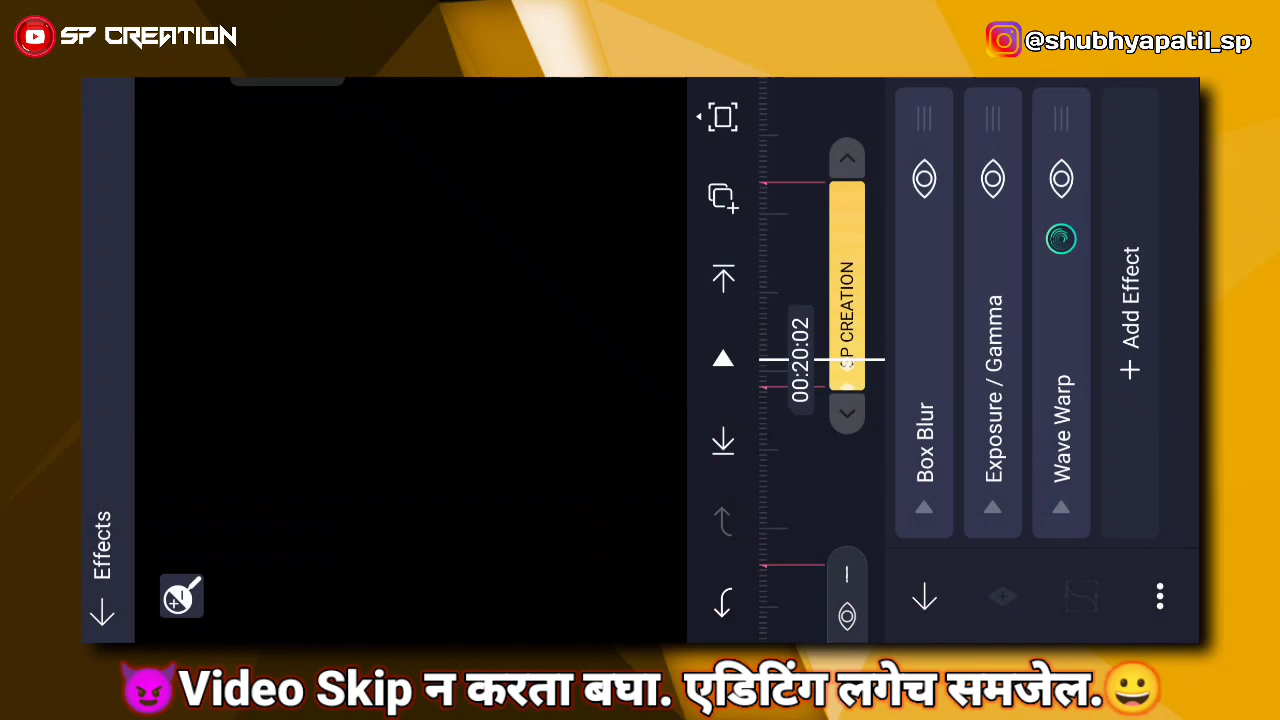 SP CREATION
@shubhyapatil_sp
Effects
00:20:02
SP CREATION
Box Blur
Exposure / Gamma
Wave Warp
+ Add Effect
😈Video Skip न करता बघा. एडिटिंग लगेच समजेल.😀